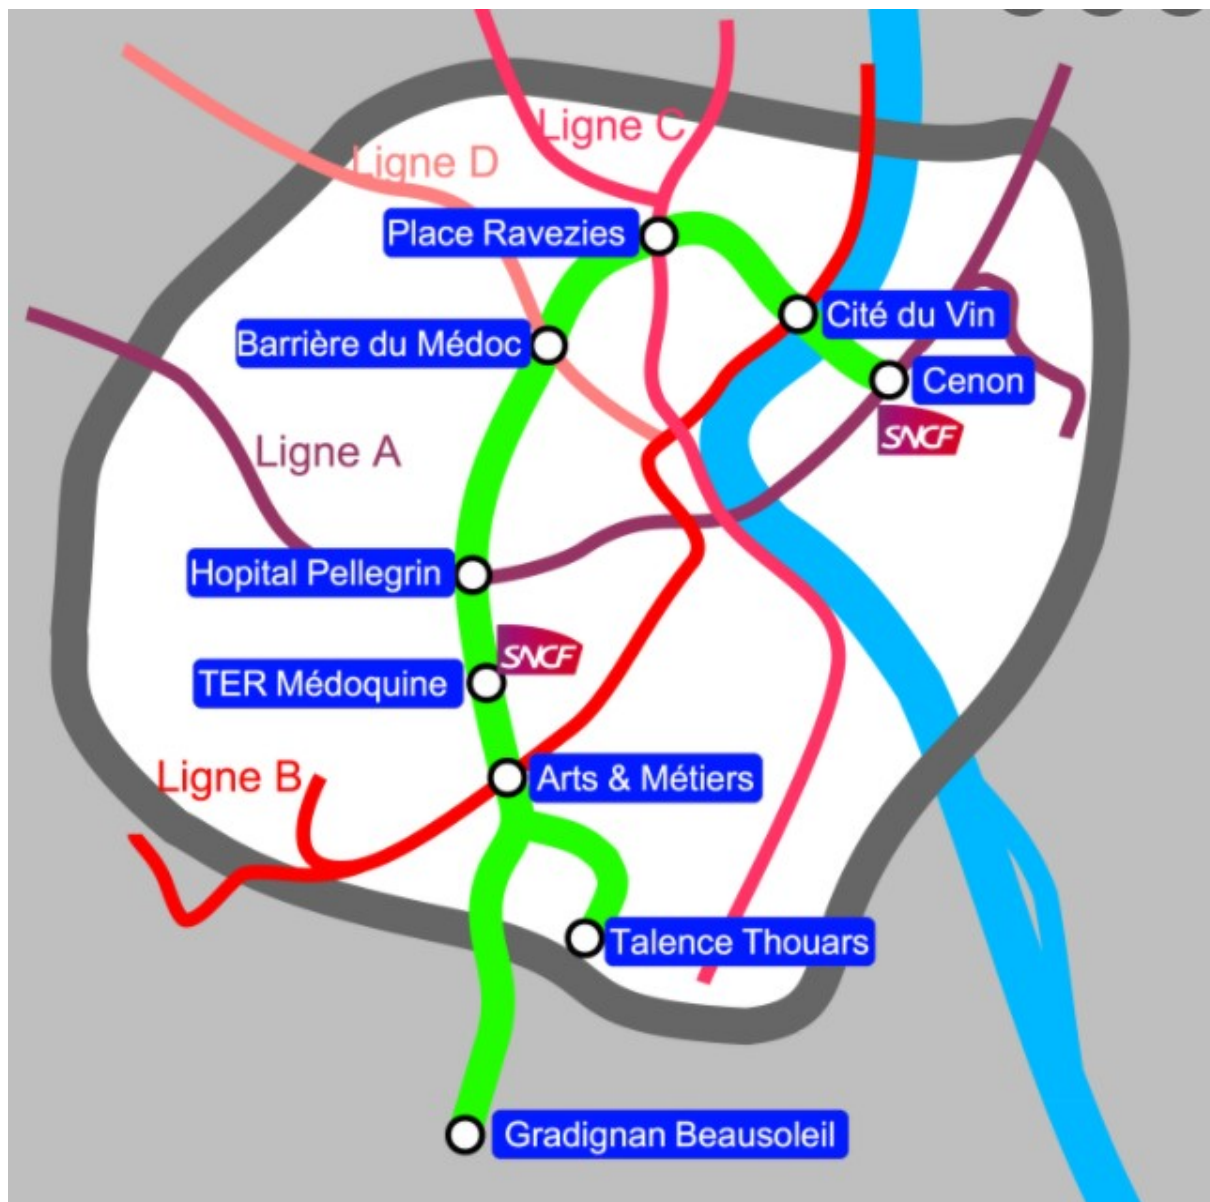 Ligne C
Ligne D
Place Ravezies
Cité du Vin
Barrière du Médoc
Cenon
SNCF
Ligne A
Hopital Pellegrin
SNCF
TER Médoquine
Ligne B
Arts & Métiers
Talence Thouars
Gradignan Beausoleil